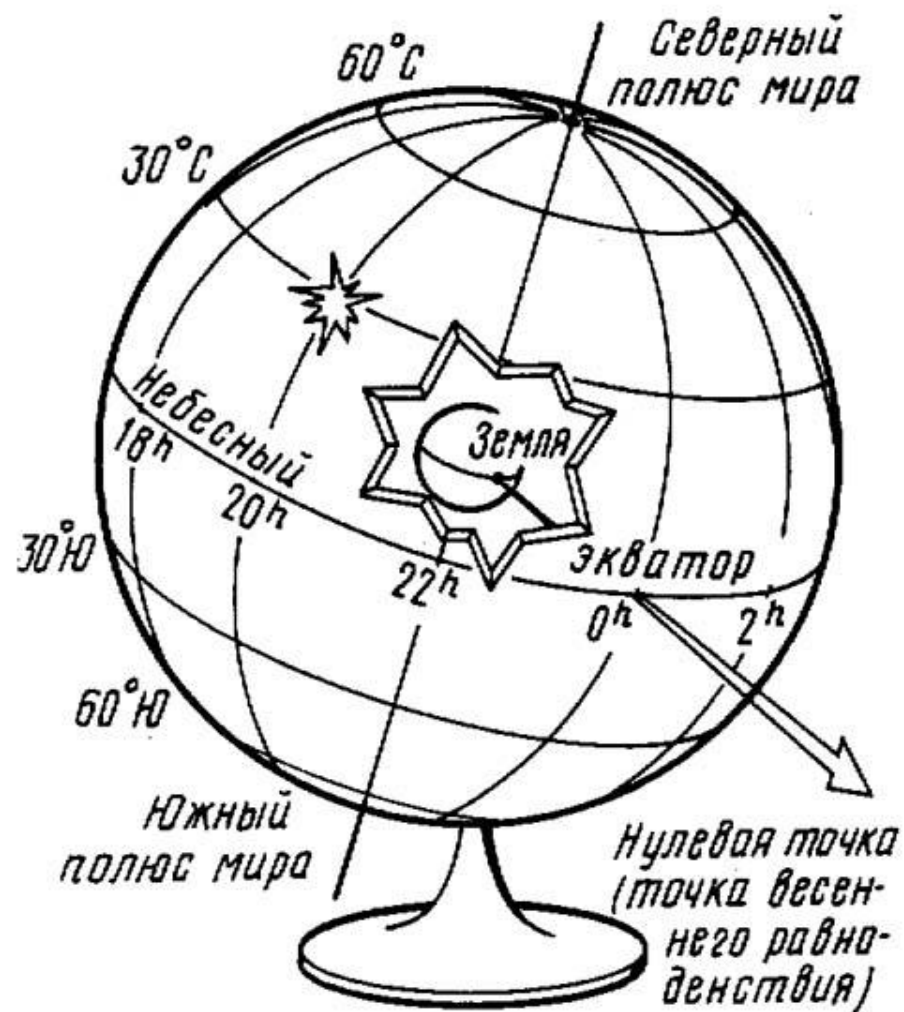 Северный
полюс мира
60°С
30°С
Небесный
Земля
18h
20h
22h
экватор
0h
2h
30°Ю
60°Ю
Южный
полюс мира
Нулевая точка
(точка весен-
него равно-
денствия)